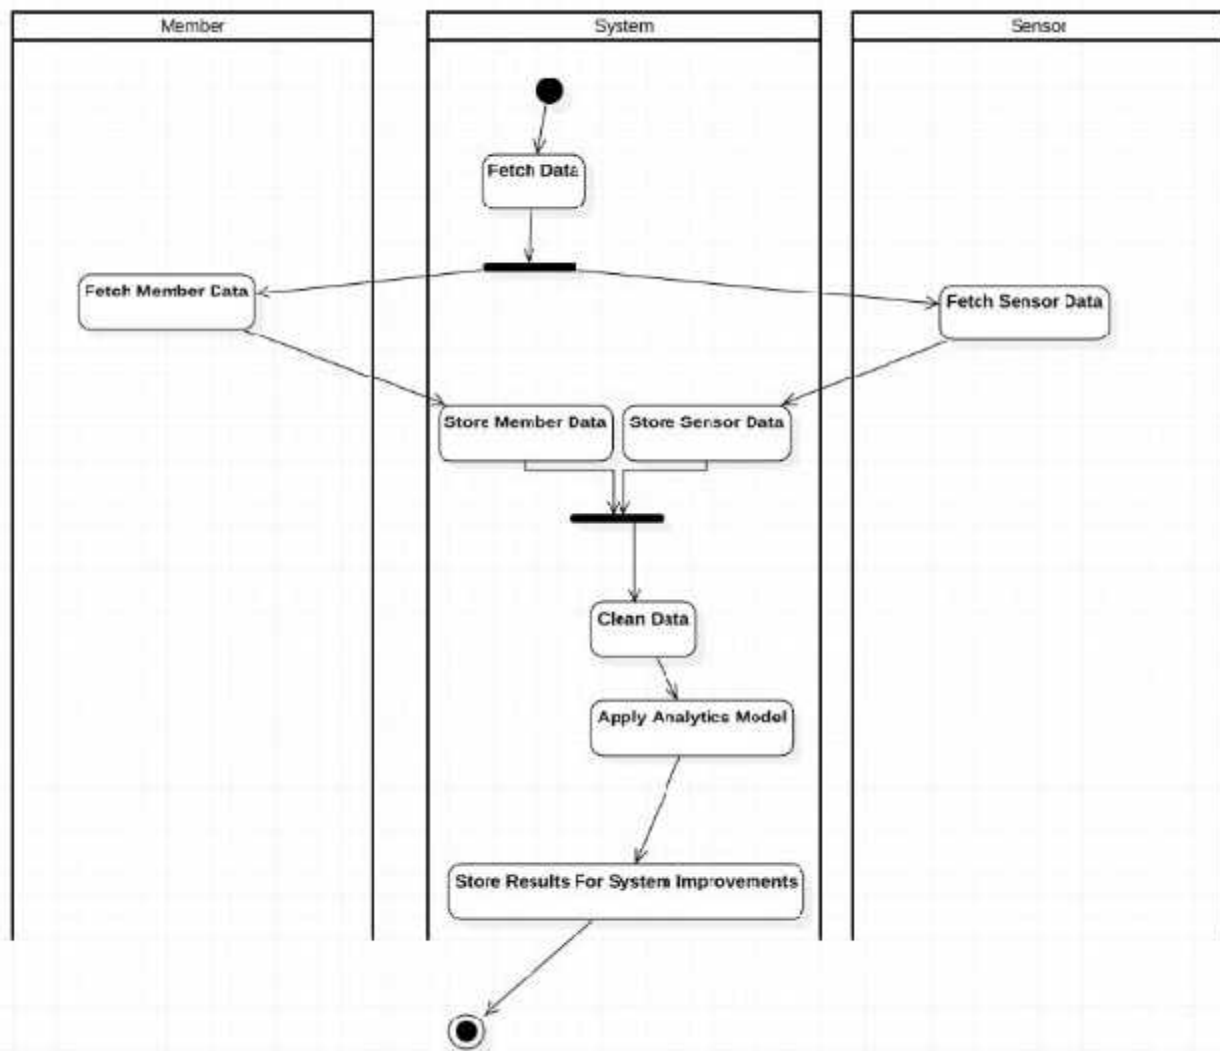 Member
System
Sensor
Fetch Data
Fetch Member Data
Fetch Sensor Data
Store Member Data
Store Sensor Data
Clean Data
Apply Analytics Model
Store Results For System Improvements